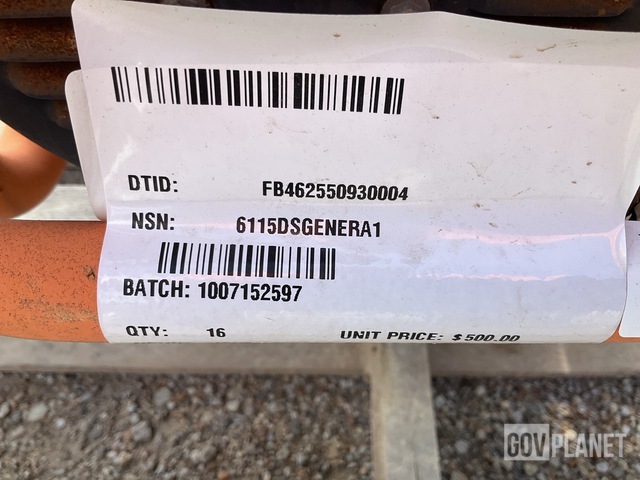 DTID: FB462550930004
NSN: 6115DSGENERA1
BATCH: 1007152597
QTY: 16 UNIT PRICE: $500.00
GOVPLANET